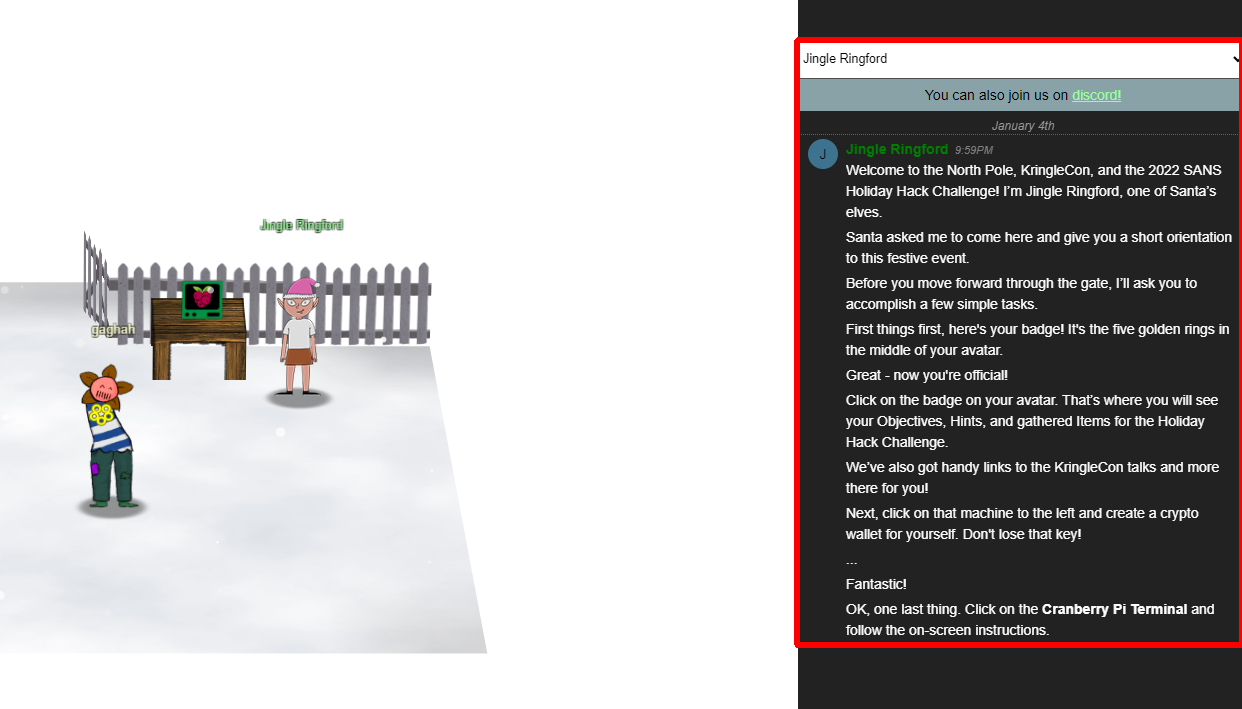 Jingle Ringford
gaghah
Jingle Ringford
You can also join us on discord!
January 4th
J
Jingle Ringford 9:59PM
Welcome to the North Pole, KringleCon, and the 2022 SANS
Holiday Hack Challenge! I’m Jingle Ringford, one of Santa’s
elves.
Santa asked me to come here and give you a short orientation
to this festive event.
Before you move forward through the gate, I’ll ask you to
accomplish a few simple tasks.
First things first, here's your badge! It's the five golden rings in
the middle of your avatar.
Great - now you're official!
Click on the badge on your avatar. That’s where you will see
your Objectives, Hints, and gathered Items for the Holiday
Hack Challenge.
We’ve also got handy links to the KringleCon talks and more
there for you!
Next, click on that machine to the left and create a crypto
wallet for yourself. Don't lose that key!
...
Fantastic!
OK, one last thing. Click on the Cranberry Pi Terminal and
follow the on-screen instructions.